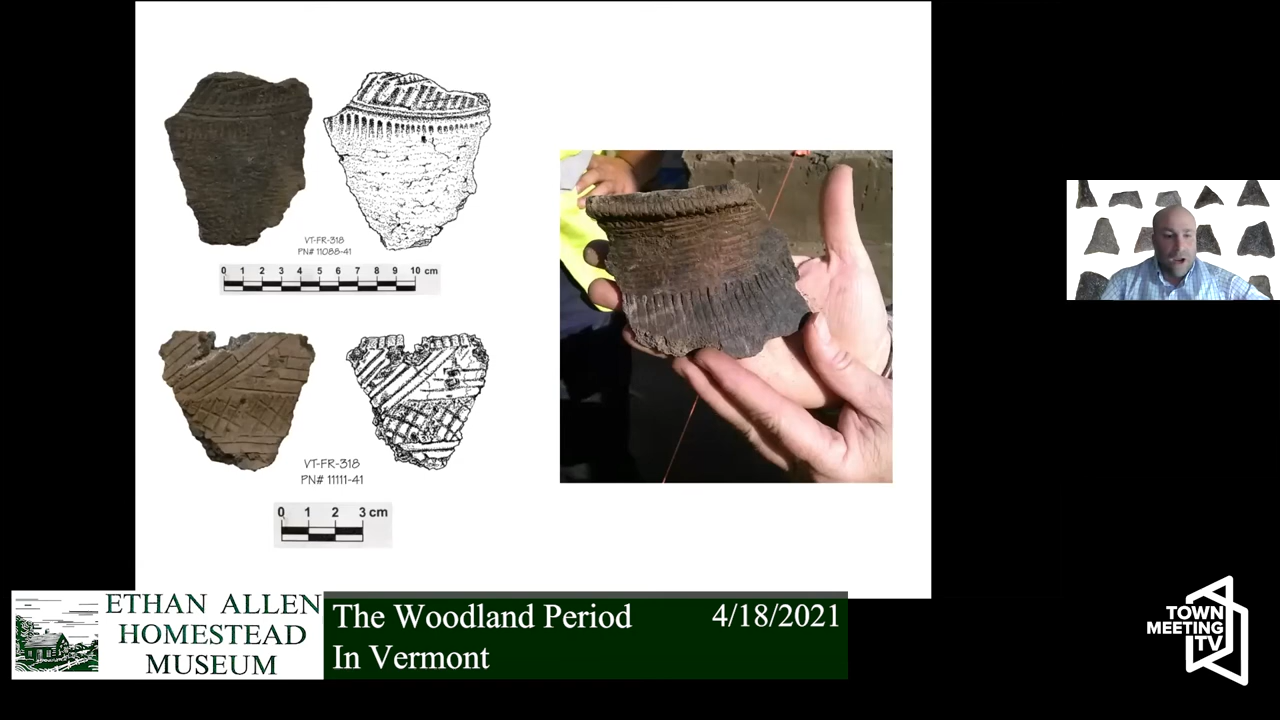 VT-FR-318
PN# 11088-41
0 1 2 3 4 5 6 7 8 9 10 cm
VT-FR-318
PN# 11111-41
0 1 2 3 cm
ETHAN ALLEN
HOMESTEAD
MUSEUM
The Woodland Period
In Vermont
4/18/2021
TOWN
MEETING
TV